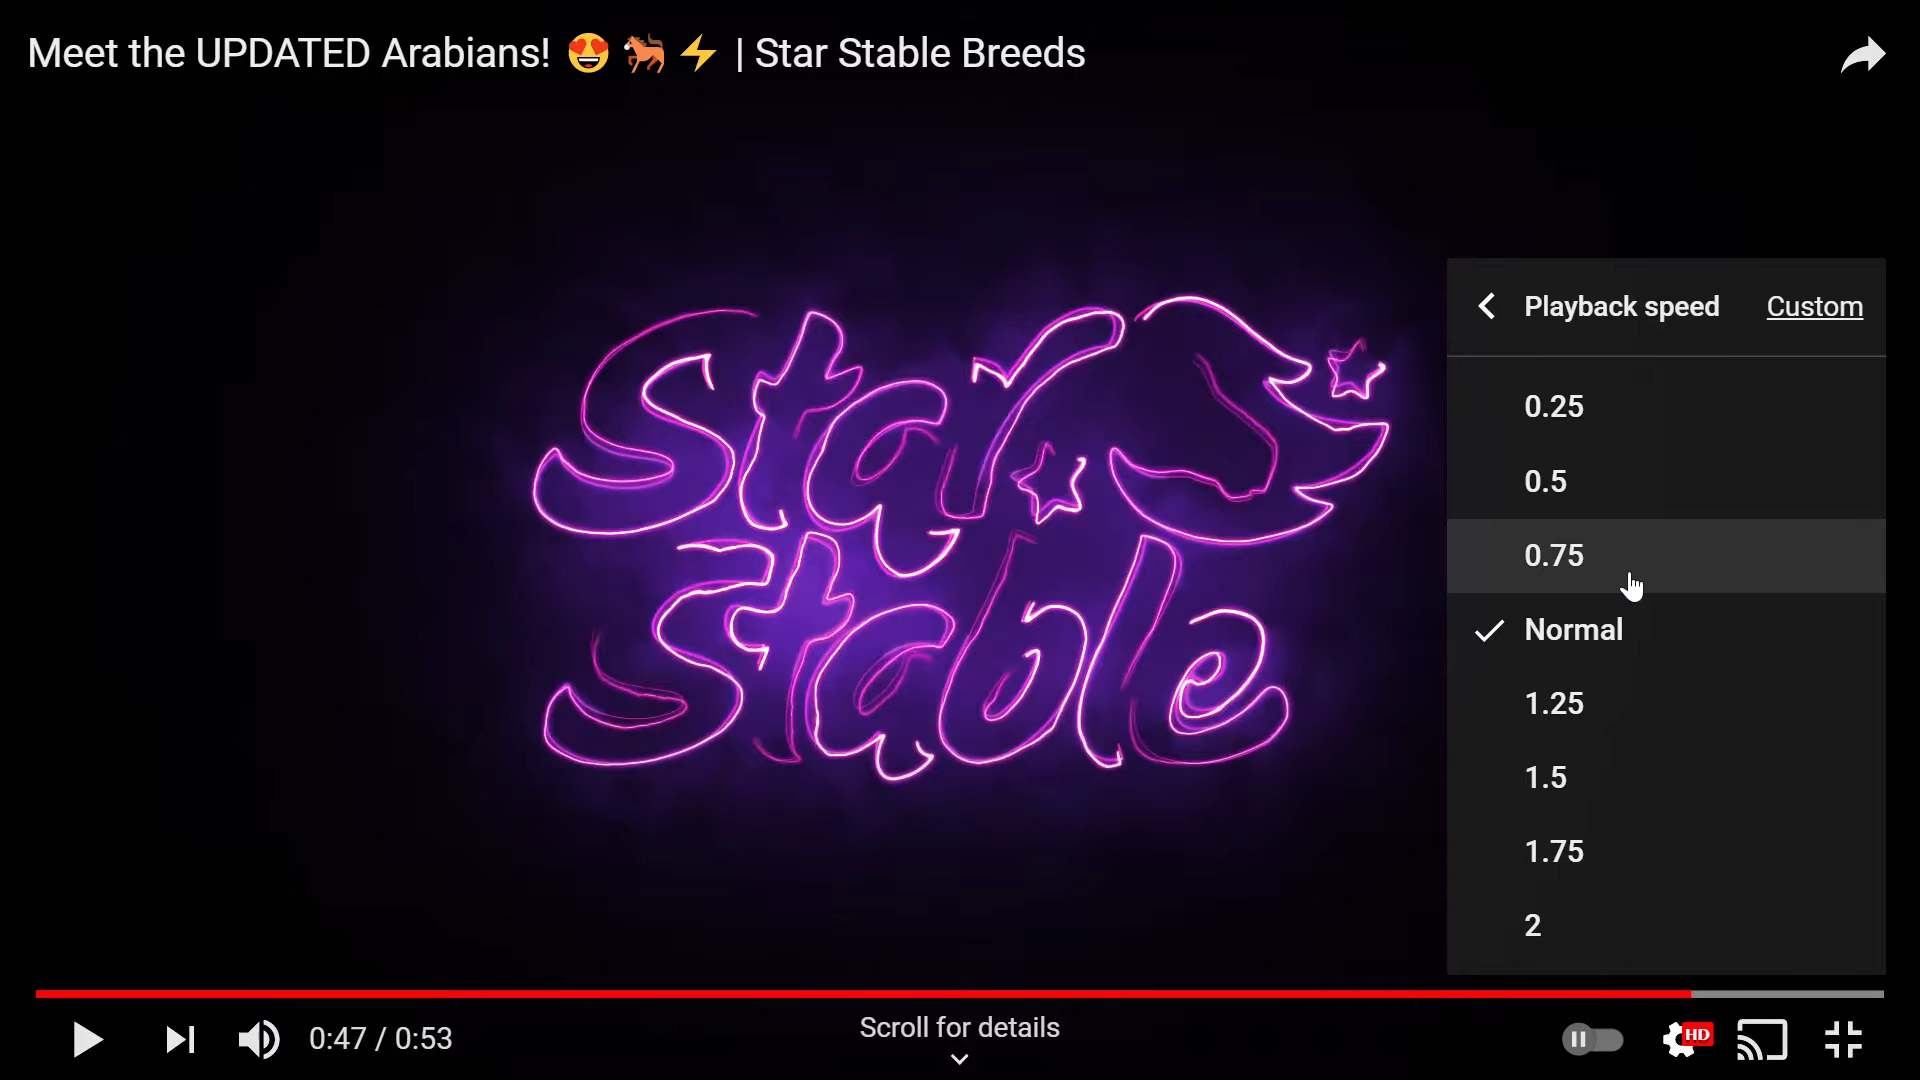 Meet the UPDATED Arabians! 😍 🐎 ⚡ | Star Stable Breeds
Star
Stable
Playback speed Custom
0.25
0.5
0.75
Normal
1.25
1.5
1.75
2
0:47 / 0:53
Scroll for details
HD